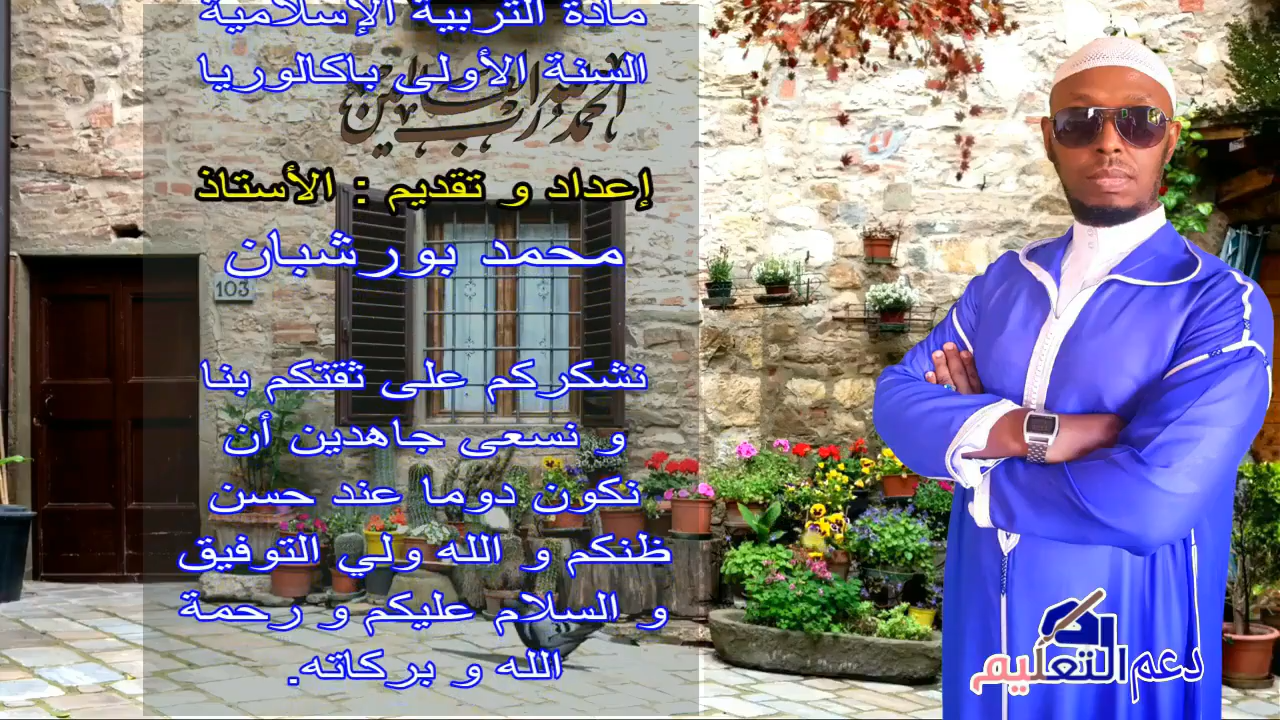 مادة التربية الإسلامية
السنة الأولى باكالوريا
الحمد لله رب العالمين
إعداد و تقديم : الأستاذ
محمد بورشبان
103
نشكركم على ثقتكم بنا
و نسعى جاهدين أن
نكون دوما عند حسن
ظنكم و الله ولي التوفيق
و السلام عليكم و رحمة
الله و بركاته.
دعم التعليم